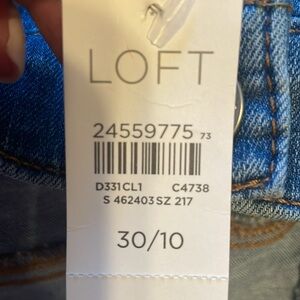 LOFT
24559775 73
D331CL1 C4738
S 462403 SZ 217
30/10